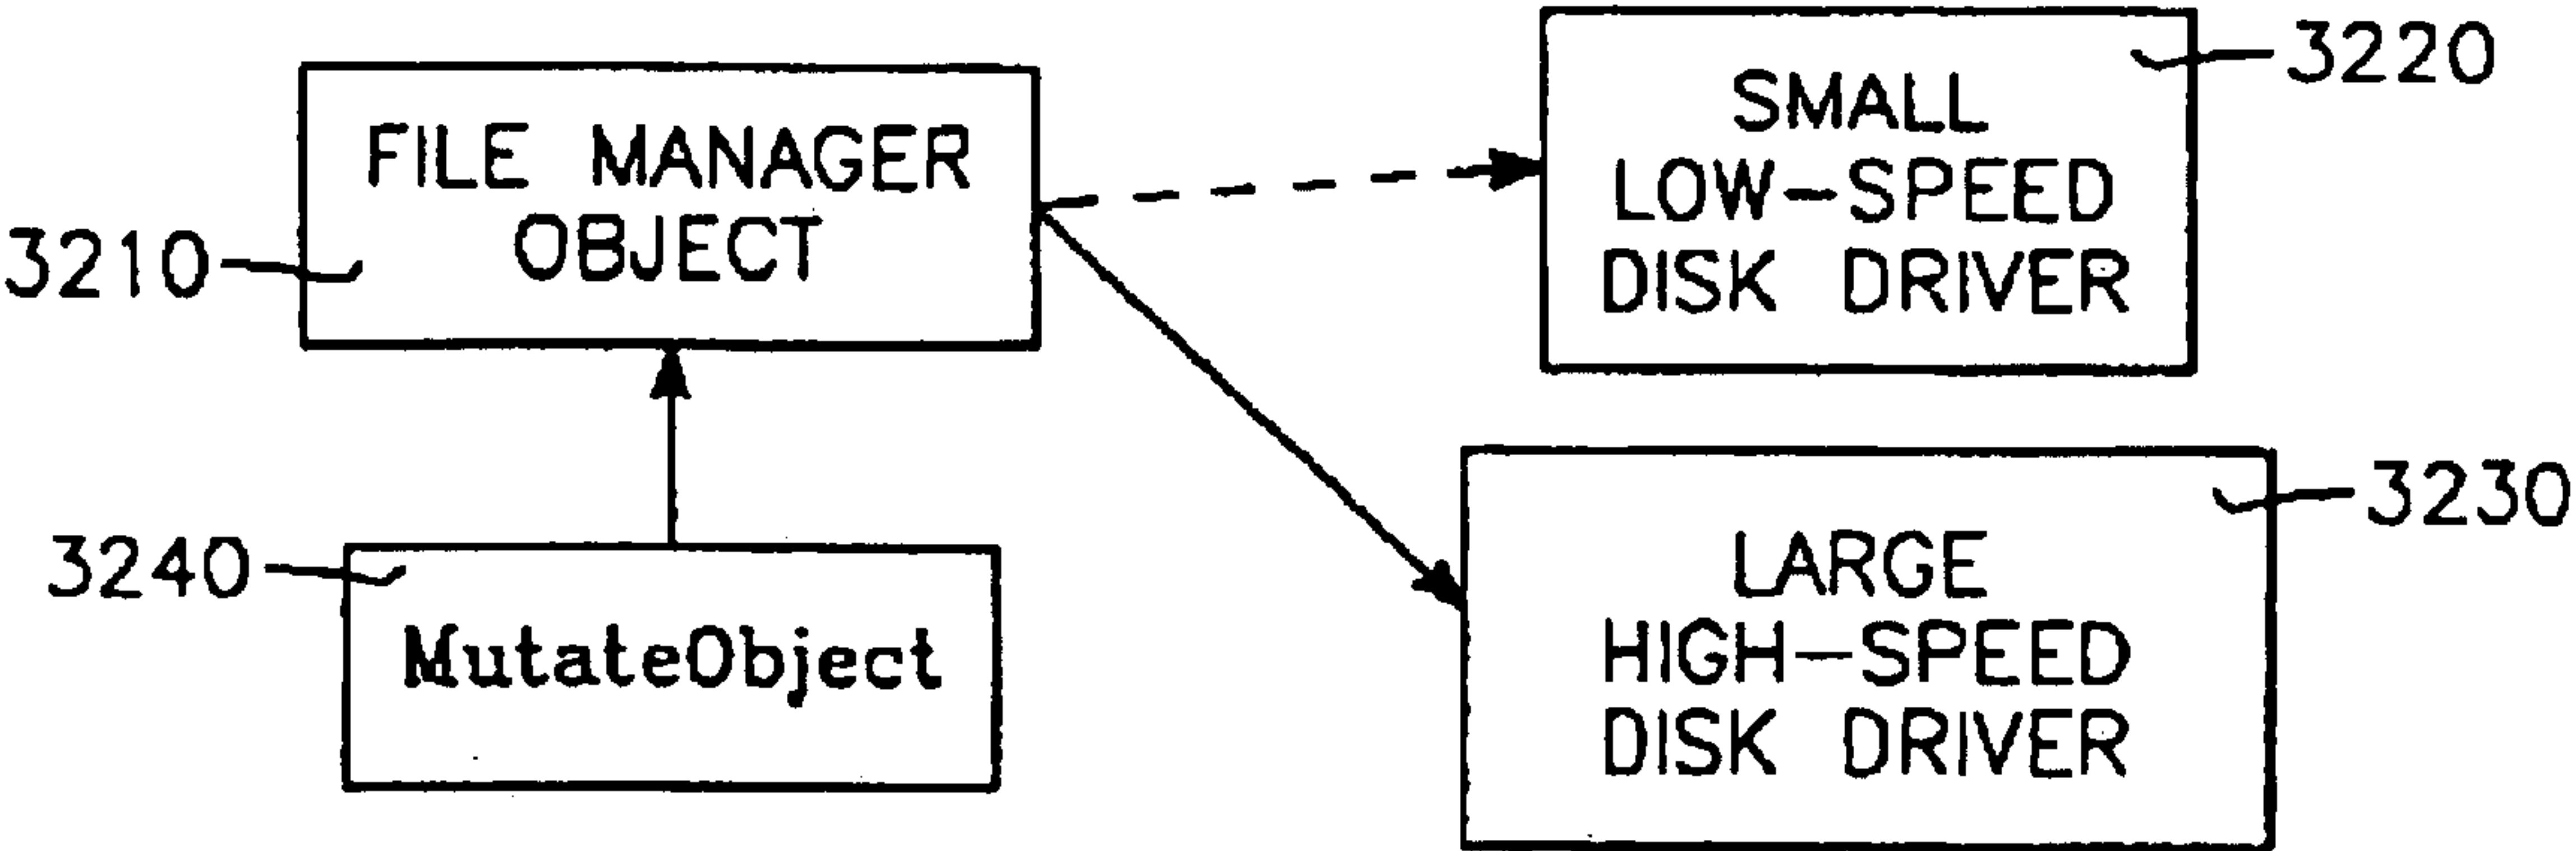 FILE MANAGER
OBJECT
3210
SMALL
LOW-SPEED
DISK DRIVER
3220
3240
MutateObject
LARGE
HIGH-SPEED
DISK DRIVER
3230